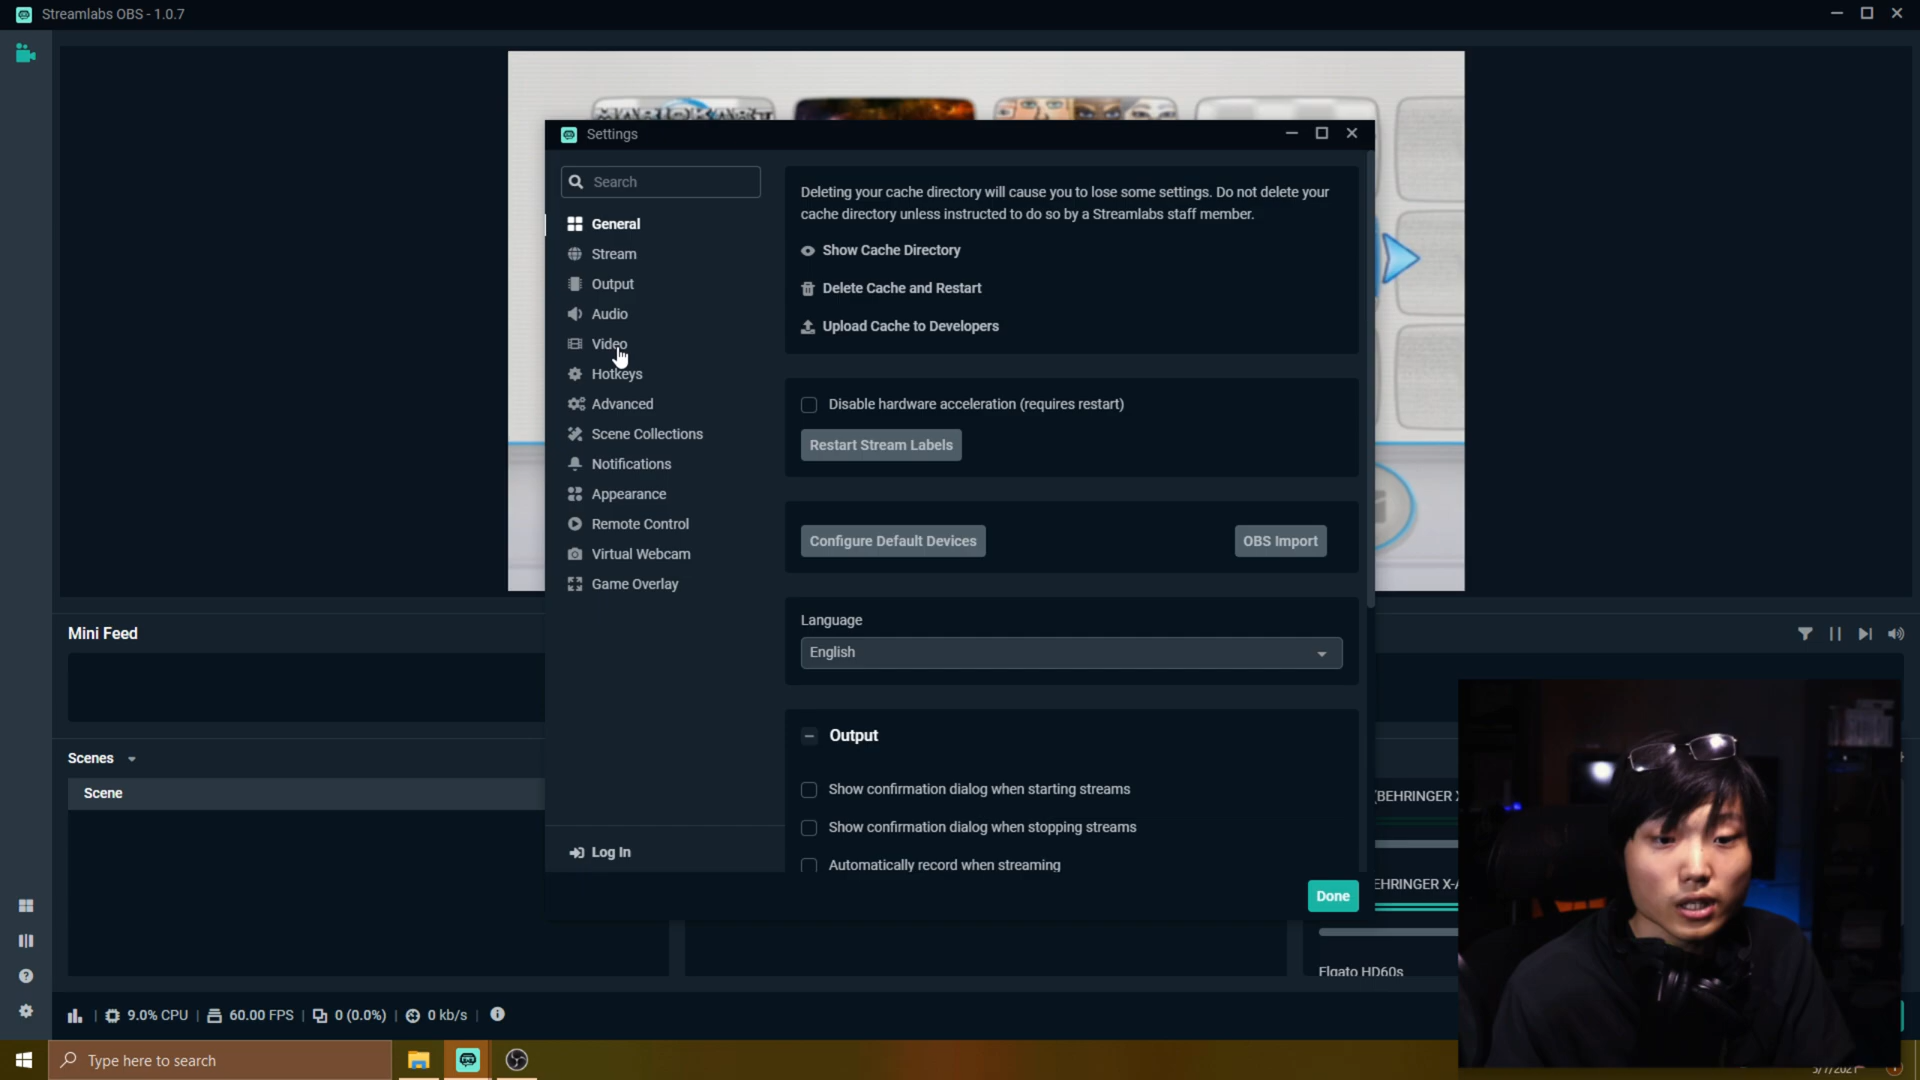 Streamlabs OBS - 1.0.7
MARIOKART
Settings
Search
General
Stream
Output
Audio
Video
Hotkeys
Advanced
Scene Collections
Notifications
Appearance
Remote Control
Virtual Webcam
Game Overlay
Log In
Deleting your cache directory will cause you to lose some settings. Do not delete your
cache directory unless instructed to do so by a Streamlabs staff member.
Show Cache Directory
Delete Cache and Restart
Upload Cache to Developers
Disable hardware acceleration (requires restart)
Restart Stream Labels
Configure Default Devices
OBS Import
Language
English
Output
Show confirmation dialog when starting streams
Show confirmation dialog when stopping streams
Automatically record when streaming
Done
Mini Feed
Scenes
Scene
(BEHRINGER
EHRINGER X-A
Elgato HD60s
9.0% CPU
60.00 FPS
0 (0.0%)
0 kb/s
Type here to search
5/7/2021